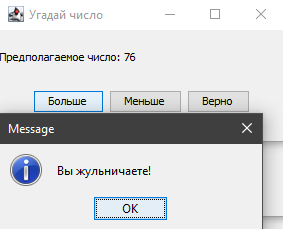 Угадай число
Предполагаемое число: 76
Больше Меньше Верно
Message
Вы жульничаете!
OK